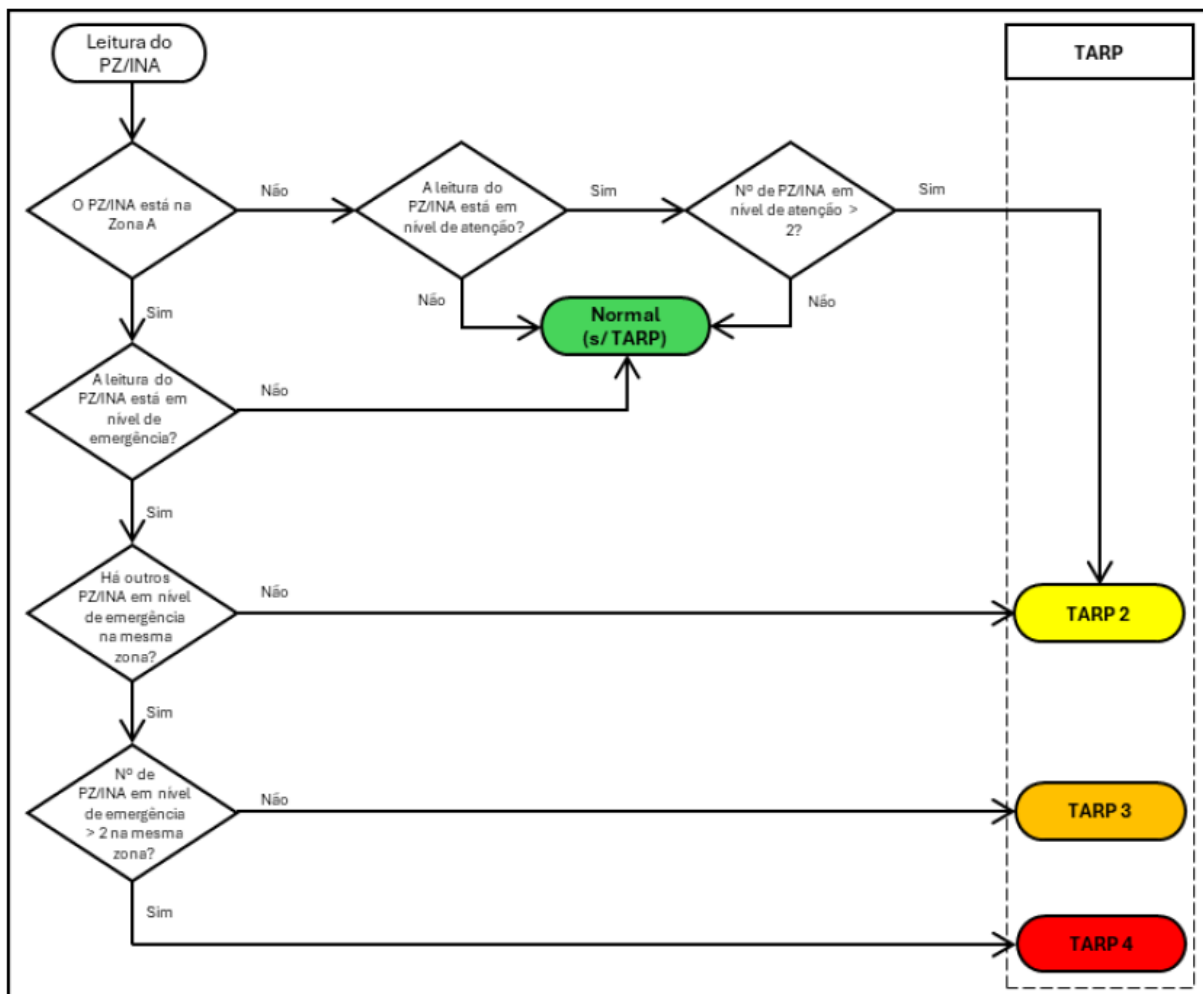 Leitura do
PZ/INA
TARP
O PZ/INA está na
Zona A
Não
A leitura do
PZ/INA está em
nível de atenção?
Sim
Nº de PZ/INA em
nível de atenção >
2?
Sim
Não
Não
Normal
(s/ TARP)
Sim
A leitura do
PZ/INA está em
nível de
emergência?
Não
Sim
Há outros
PZ/INA em nível
de emergência
na mesma
zona?
Não
TARP 2
Sim
Nº de
PZ/INA em nível
de emergência
> 2 na mesma
zona?
Não
TARP 3
Sim
TARP 4